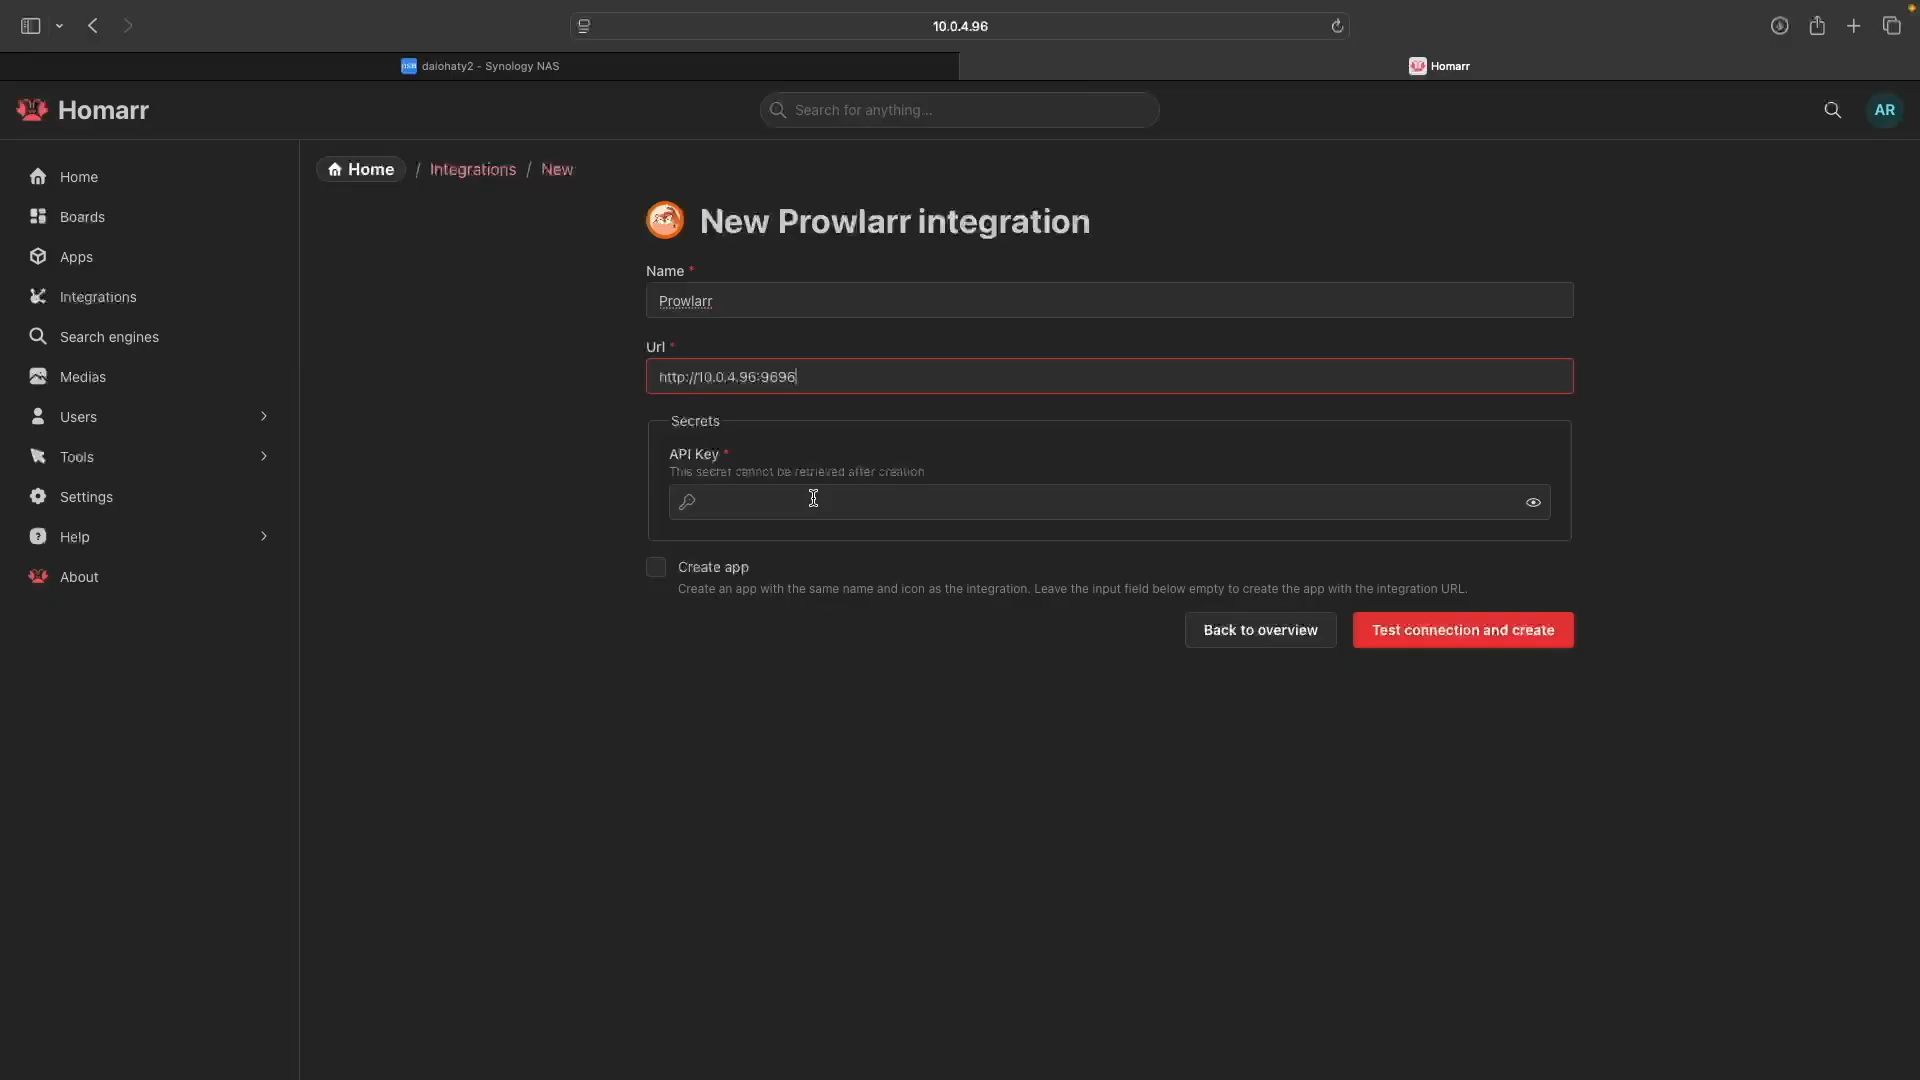 10.0.4.96
daiohaty2 - Synology NAS
Homarr
Homarr
Search for anything...
AR
Home
Boards
Apps
Integrations
Search engines
Medias
Users
Tools
Settings
Help
About
Home / Integrations / New
New Prowlarr integration
Name *
Prowlarr
Url *
http://10.0.4.96:9696
Secrets
API Key *
This secret cannot be retrieved after creation
Create app
Create an app with the same name and icon as the integration. Leave the input field below empty to create the app with the integration URL.
Back to overview
Test connection and create